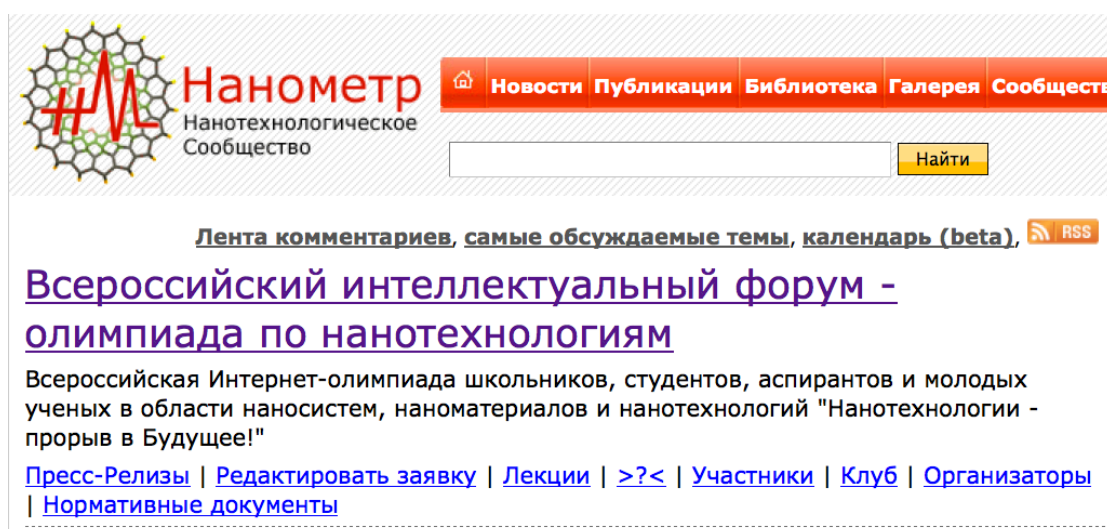 нМ
Нанометр
Нанотехнологическое
Сообщество
Новости Публикации Библиотека Галерея Сообществ
Найти
Лента комментариев, самые обсуждаемые темы, календарь (beta), RSS
Всероссийский интеллектуальный форум -
олимпиада по нанотехнологиям
Всероссийская Интернет-олимпиада школьников, студентов, аспирантов и молодых
ученых в области наносистем, наноматериалов и нанотехнологий "Нанотехнологии -
прорыв в Будущее!"
Пресс-Релизы | Редактировать заявку | Лекции | >?< | Участники | Клуб | Организаторы
| Нормативные документы